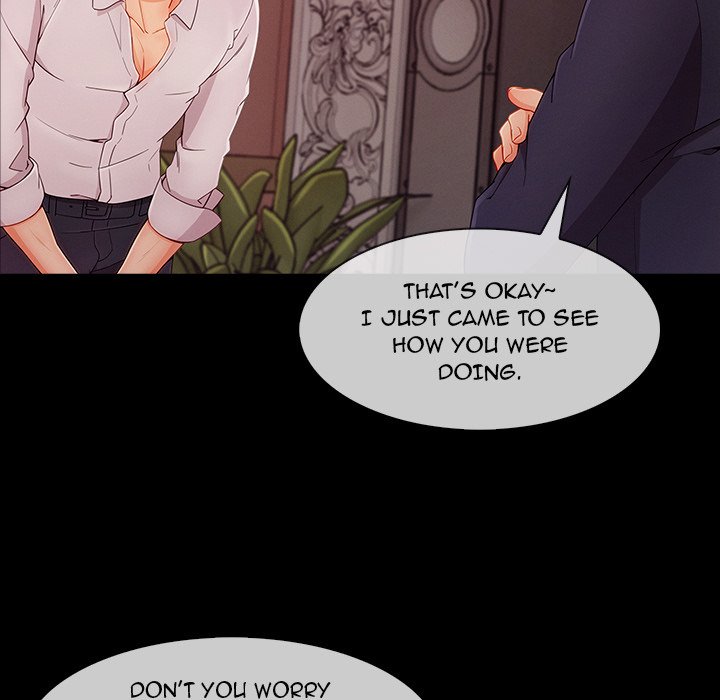 THAT'S OKAY~
I JUST CAME TO SEE
HOW YOU WERE
DOING.
DON'T YOU WORRY